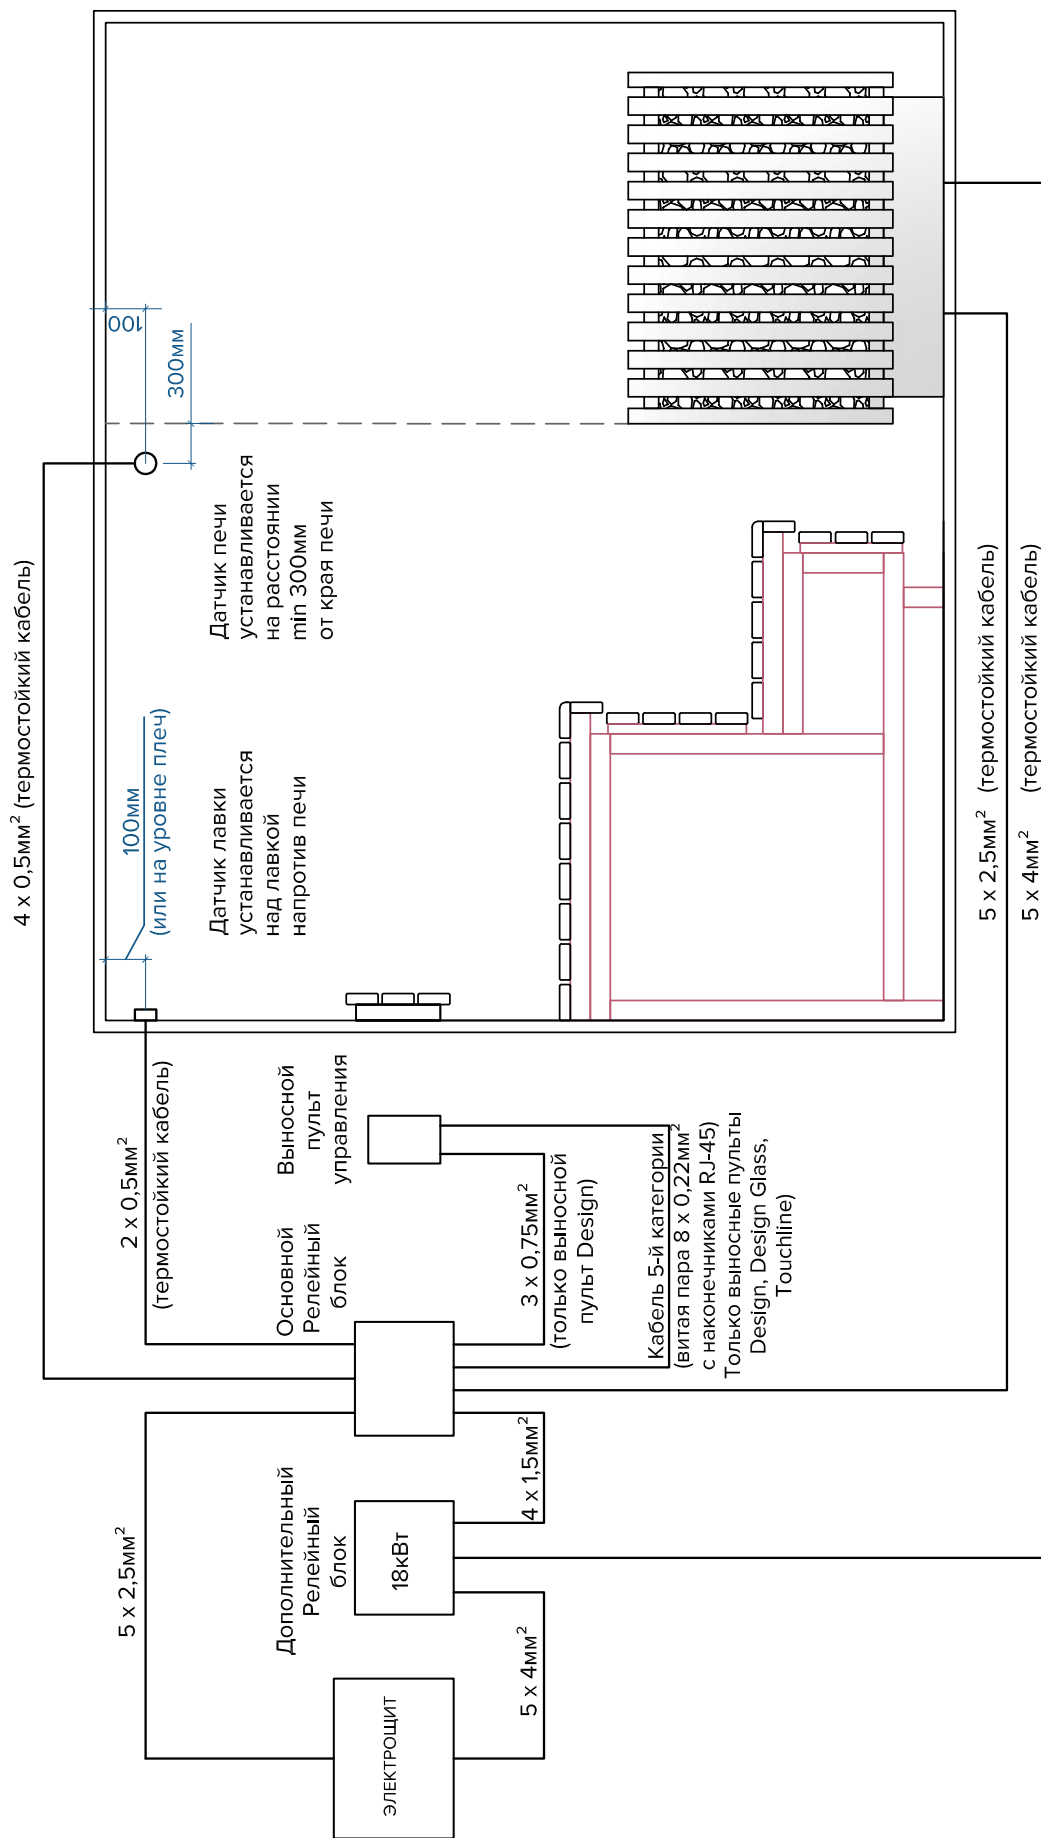 4 x 0,5мм² (термостойкий кабель)
100
300мм
Датчик печи
устанавливается
на расстоянии
min 300мм
от края печи
100мм
(или на уровне плеч)
Датчик лавки
устанавливается
над лавкой
напротив печи
2 x 0,5мм²
(термостойкий кабель)
Выносной
пульт
управления
Основной
Релейный
блок
3 x 0,75мм²
(только выносной
пульт Design)
Кабель 5-й категории
(витая пара 8 x 0,22мм²
с наконечниками RJ-45)
Только выносные пульты
Design, Design Glass,
Touchline)
5 x 2,5мм² (термостойкий кабель)
5 x 4мм² (термостойкий кабель)
5 x 2,5мм²
Дополнительный
Релейный
блок
18кВт
4 x 1,5мм²
5 x 4мм²
ЭЛЕКТРОЩИТ